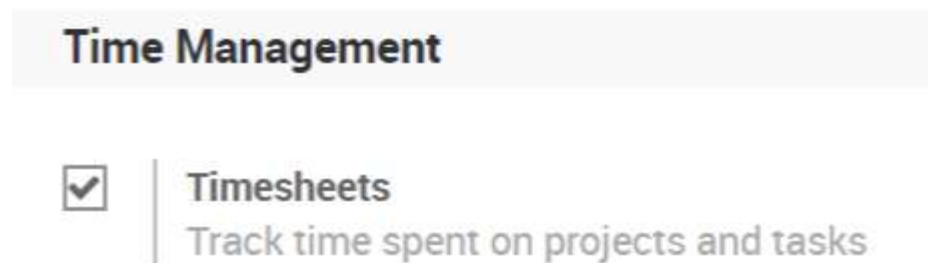 Time Management
Timesheets
Track time spent on projects and tasks